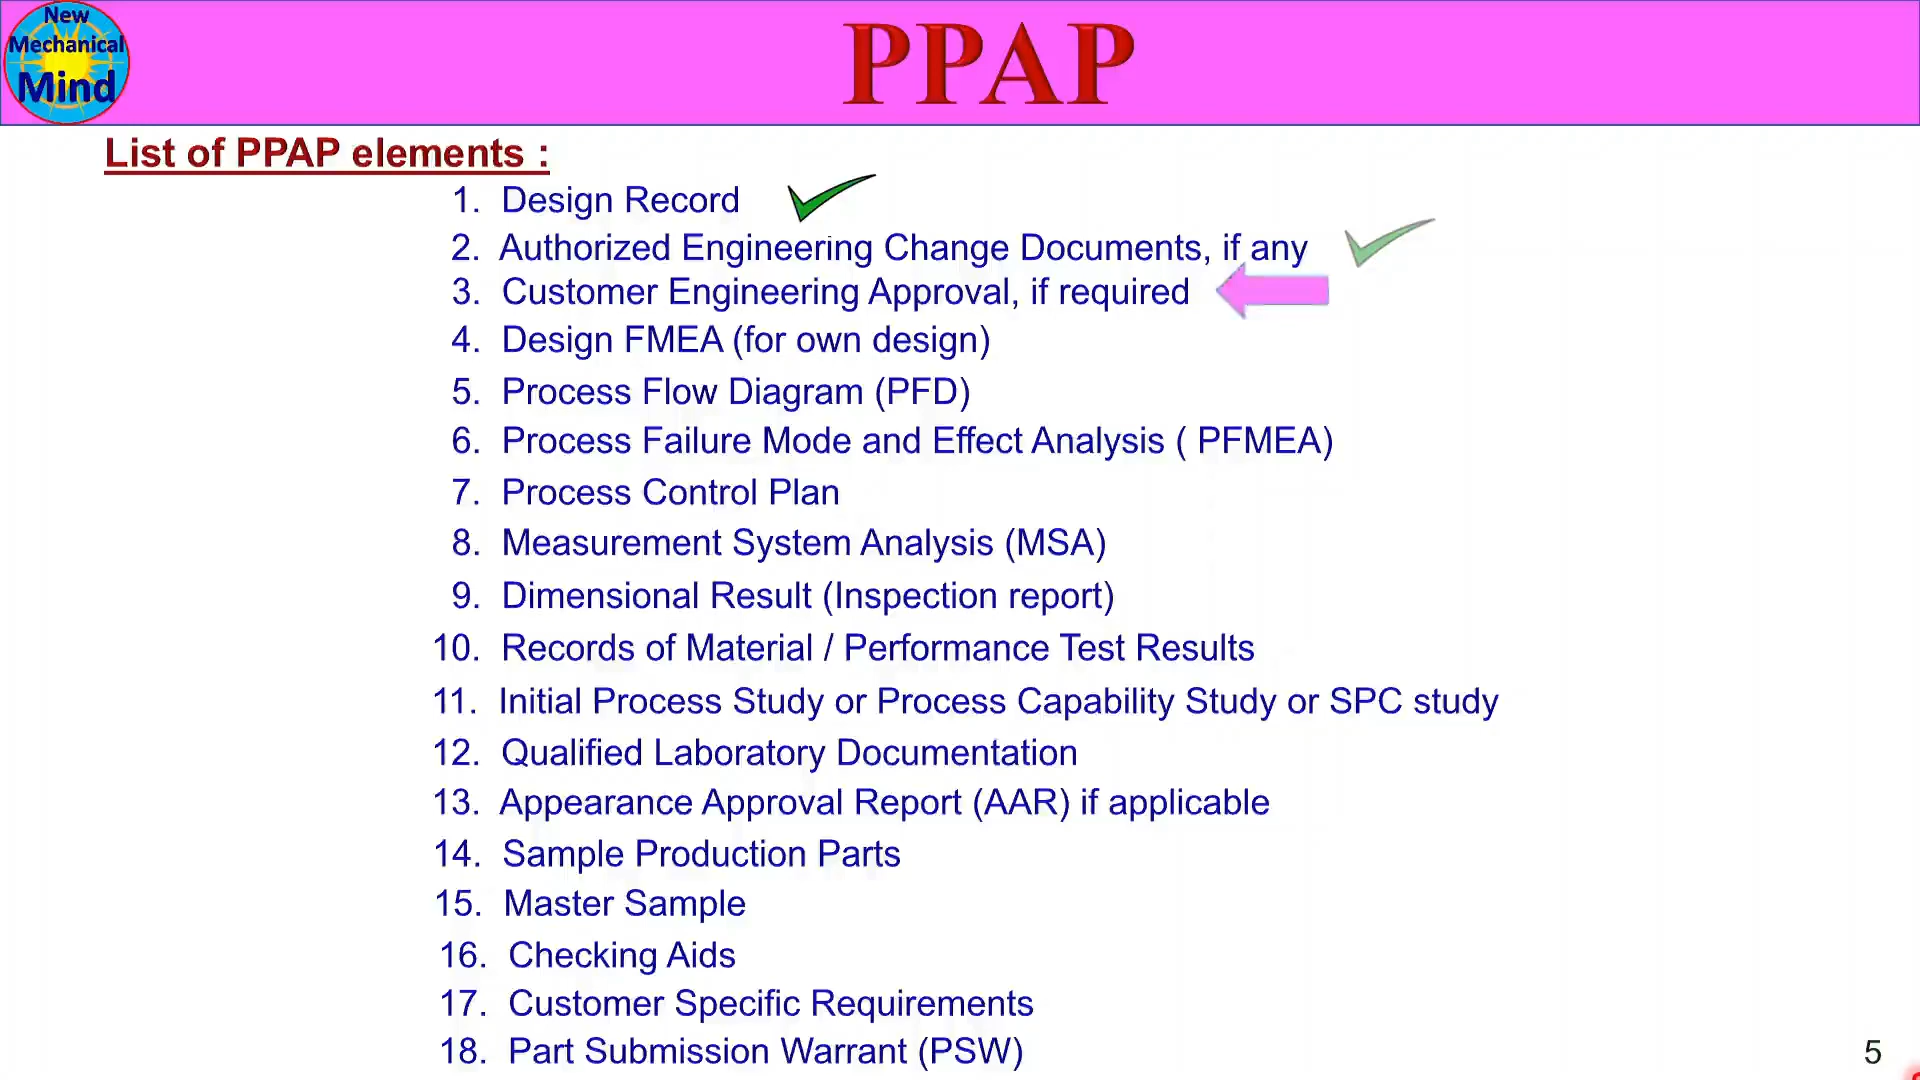 New
Mechanical
Mind
PPAP
List of PPAP elements :
1. Design Record
2. Authorized Engineering Change Documents, if any
3. Customer Engineering Approval, if required
4. Design FMEA (for own design)
5. Process Flow Diagram (PFD)
6. Process Failure Mode and Effect Analysis ( PFMEA)
7. Process Control Plan
8. Measurement System Analysis (MSA)
9. Dimensional Result (Inspection report)
10. Records of Material / Performance Test Results
11. Initial Process Study or Process Capability Study or SPC study
12. Qualified Laboratory Documentation
13. Appearance Approval Report (AAR) if applicable
14. Sample Production Parts
15. Master Sample
16. Checking Aids
17. Customer Specific Requirements
18. Part Submission Warrant (PSW)
5